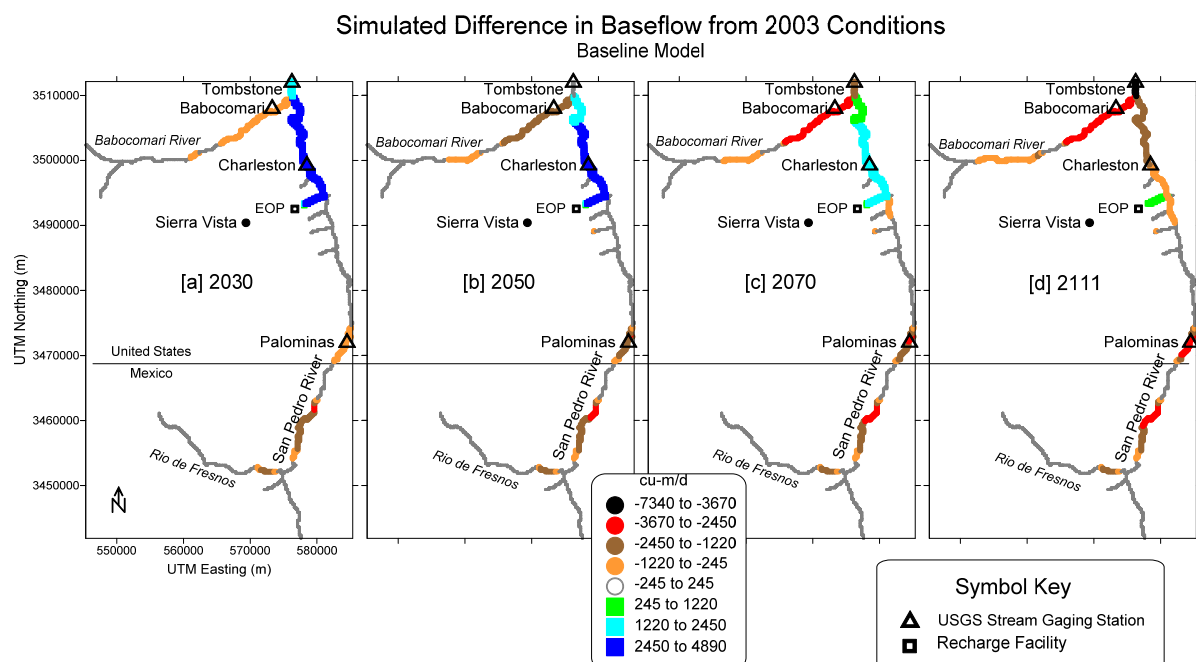 Simulated Difference in Baseflow from 2003 Conditions
Baseline Model
UTM Northing (m)
3510000
3500000
3490000
3480000
3470000
3460000
3450000
Tombstone
Babocomari
Babocomari River
Charleston
EOP
Sierra Vista
[a] 2030
Palominas
United States
Mexico
San Pedro River
Rio de Fresnos
N
550000 560000 570000 580000
UTM Easting (m)
Tombstone
Babocomari
Babocomari River
Charleston
EOP
Sierra Vista
[b] 2050
Palominas
San Pedro River
Rio de Fresnos
Tombstone
Babocomari
Babocomari River
Charleston
EOP
Sierra Vista
[c] 2070
Palominas
San Pedro River
Rio de Fresnos
Tombstone
Babocomari
Babocomari River
Charleston
EOP
Sierra Vista
[d] 2111
Palominas
San Pedro River
Rio de Fresnos
cu-m/d
-7340 to -3670
-3670 to -2450
-2450 to -1220
-1220 to -245
-245 to 245
245 to 1220
1220 to 2450
2450 to 4890
Symbol Key
USGS Stream Gaging Station
Recharge Facility